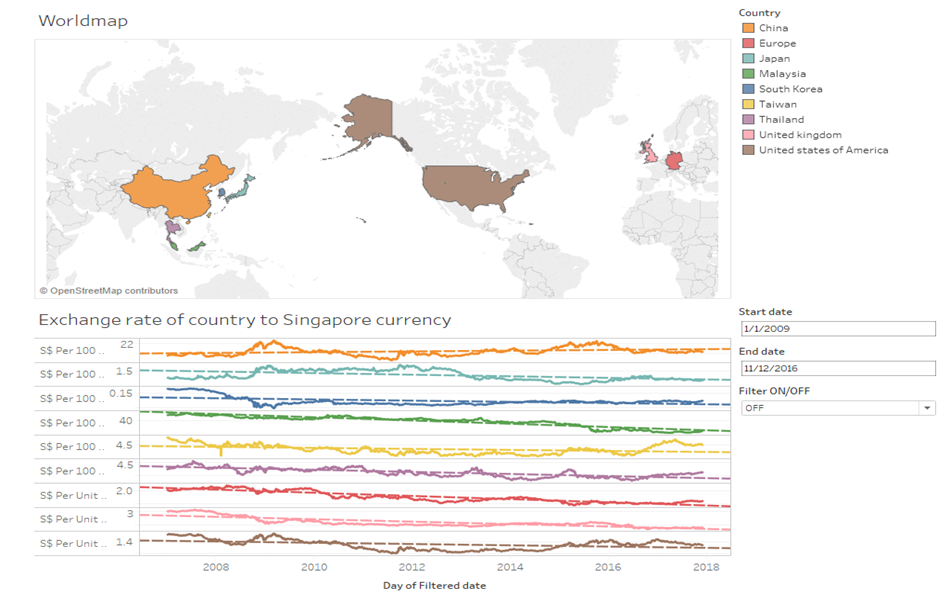 Worldmap
© OpenStreetMap contributors
Country
China
Europe
Japan
Malaysia
South Korea
Taiwan
Thailand
United kingdom
United states of America
Exchange rate of country to Singapore currency
S$ Per 100 .. 22
S$ Per 100 .. 1.5
S$ Per 100 .. 0.15
S$ Per 100 .. 40
S$ Per 100 .. 4.5
S$ Per 100 .. 4.5
S$ Per Unit .. 2.0
S$ Per Unit .. 3
S$ Per Unit .. 1.4
2008 2010 2012 2014 2016 2018
Day of Filtered date
Start date
1/1/2009
End date
11/12/2016
Filter ON/OFF
OFF